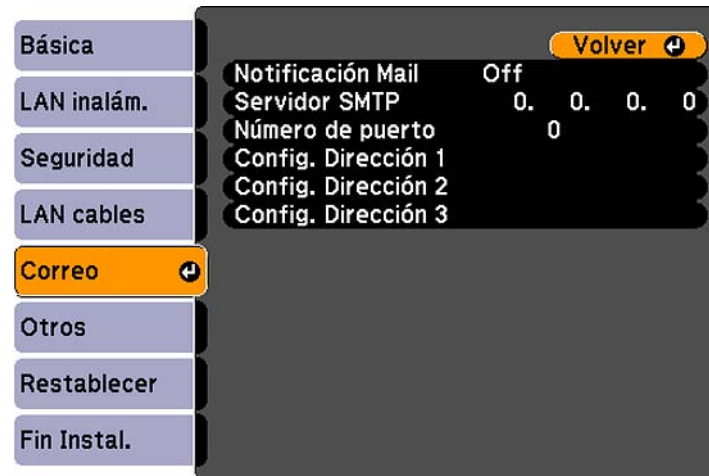 Básica
LAN inalám.
Seguridad
LAN cables
Correo
Otros
Restablecer
Fin Instal.
Volver
Notificación Mail Off
Servidor SMTP 0. 0. 0. 0
Número de puerto 0
Config. Dirección 1
Config. Dirección 2
Config. Dirección 3